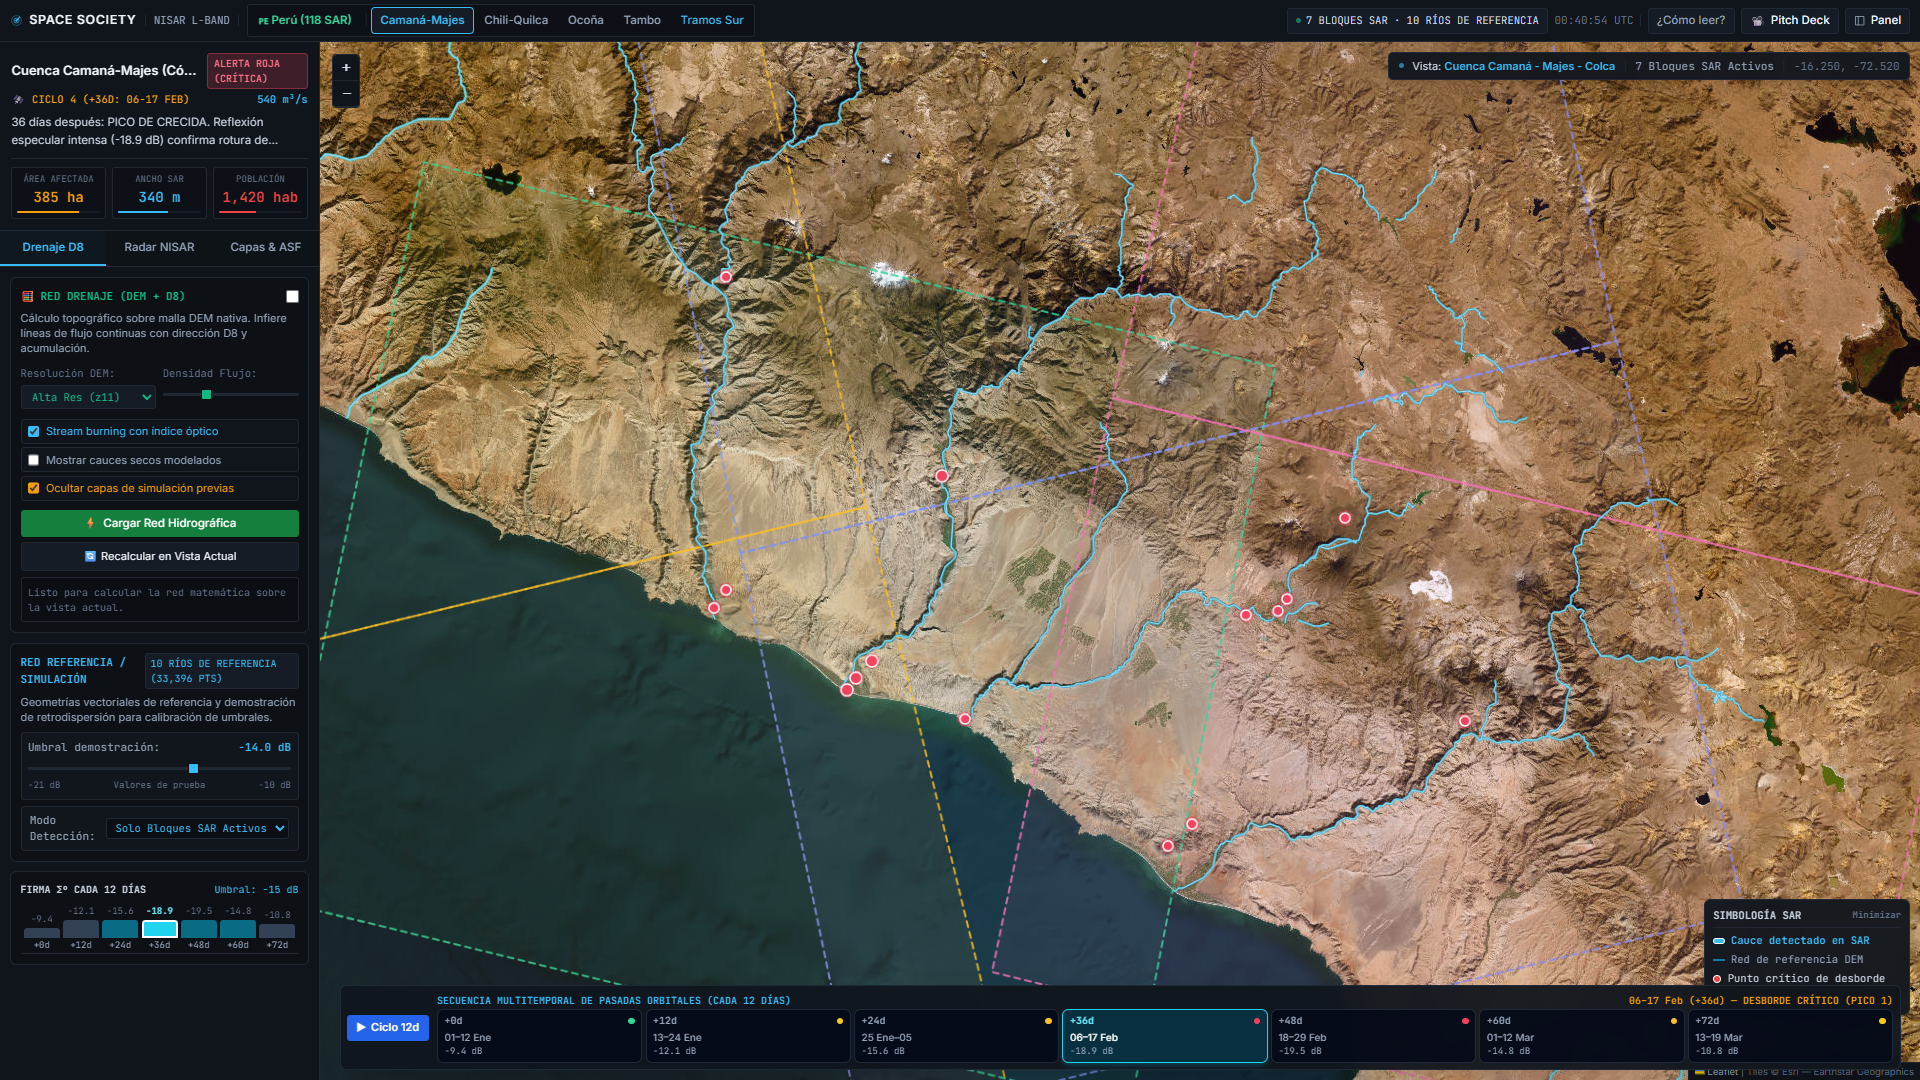 SPACE SOCIETY
NISAR L-BAND
PE Perú (118 SAR)
Camaná-Majes
Chili-Quilca
Ocoña
Tambo
Tramos Sur
7 BLOQUES SAR · 10 RÍOS DE REFERENCIA
00:40:54 UTC
¿Cómo leer?
Pitch Deck
Panel
Cuenca Camaná-Majes (Có...
ALERTA ROJA
(CRÍTICA)
CICLO 4 (+36D: 06-17 FEB)
540 m³/s
36 días después: PICO DE CRECIDA. Reflexión
especular intensa (-18.9 dB) confirma rotura de...
ÁREA AFECTADA
385 ha
ANCHO SAR
340 m
POBLACIÓN
1,420 hab
Drenaje D8
Radar NISAR
Capas & ASF
RED DRENAJE (DEM + D8)
Cálculo topográfico sobre malla DEM nativa. Infiere
líneas de flujo continuas con dirección D8 y
acumulación.
Resolución DEM:
Densidad Flujo:
Alta Res (z11)
Stream burning con índice óptico
Mostrar cauces secos modelados
Ocultar capas de simulación previas
Cargar Red Hidrográfica
Recalcular en Vista Actual
Listo para calcular la red matemática sobre
la vista actual.
RED REFERENCIA /
SIMULACIÓN
10 RÍOS DE REFERENCIA
(33,396 PTS)
Geometrías vectoriales de referencia y demostración
de retrodispersión para calibración de umbrales.
Umbral demostración:
-14.0 dB
-21 dB
Valores de prueba
-10 dB
Modo
Detección:
Solo Bloques SAR Activos
FIRMA Σº CADA 12 DÍAS
Umbral: -15 dB
-9.4
-12.1
-15.6
-18.9
-19.5
-14.8
-10.8
+0d
+12d
+24d
+36d
+48d
+60d
+72d
+
−
Vista: Cuenca Camaná - Majes - Colca
7 Bloques SAR Activos
-16.250, -72.520
SIMBOLOGÍA SAR
Minimizar
Cauce detectado en SAR
Red de referencia DEM
Punto crítico de desborde
SECUENCIA MULTITEMPORAL DE PASADAS ORBITALES (CADA 12 DÍAS)
06-17 Feb (+36d) — DESBORDE CRÍTICO (PICO 1)
▶ Ciclo 12d
+0d
01-12 Ene
-9.4 dB
+12d
13-24 Ene
-12.1 dB
+24d
25 Ene-05
-15.6 dB
+36d
06-17 Feb
-18.9 dB
+48d
18-29 Feb
-19.5 dB
+60d
01-12 Mar
-14.8 dB
+72d
13-19 Mar
-10.8 dB
Leaflet | Tiles © Esri — Earthstar Geographics